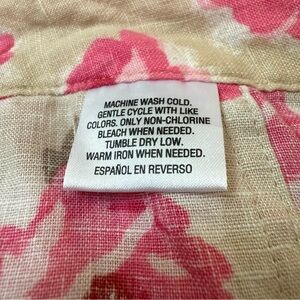 MACHINE WASH COLD.
GENTLE CYCLE WITH LIKE
COLORS. ONLY NON-CHLORINE
BLEACH WHEN NEEDED.
TUMBLE DRY LOW.
WARM IRON WHEN NEEDED.
ESPAÑOL EN REVERSO